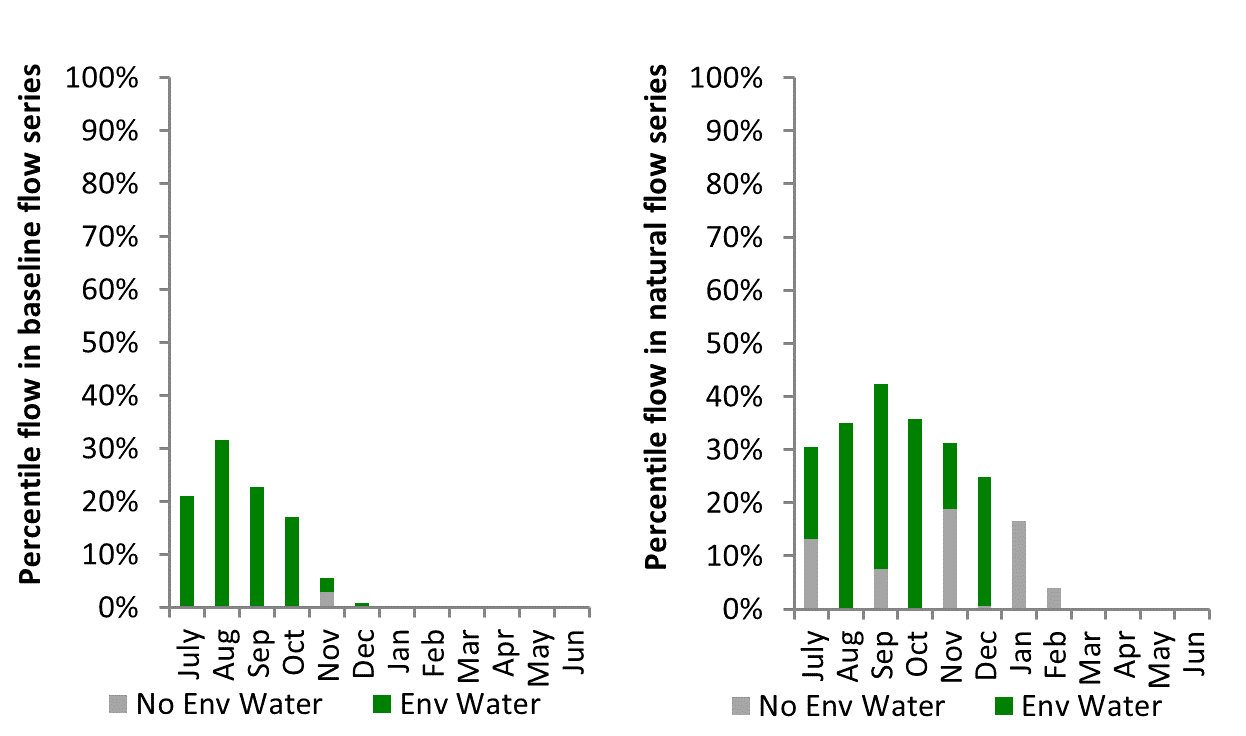 Percentile flow in baseline flow series
100%
90%
80%
70%
60%
50%
40%
30%
20%
10%
0%
July
Aug
Sep
Oct
Nov
Dec
Jan
Feb
Mar
Apr
May
Jun
No Env Water
Env Water
Percentile flow in natural flow series
100%
90%
80%
70%
60%
50%
40%
30%
20%
10%
0%
July
Aug
Sep
Oct
Nov
Dec
Jan
Feb
Mar
Apr
May
Jun
No Env Water
Env Water